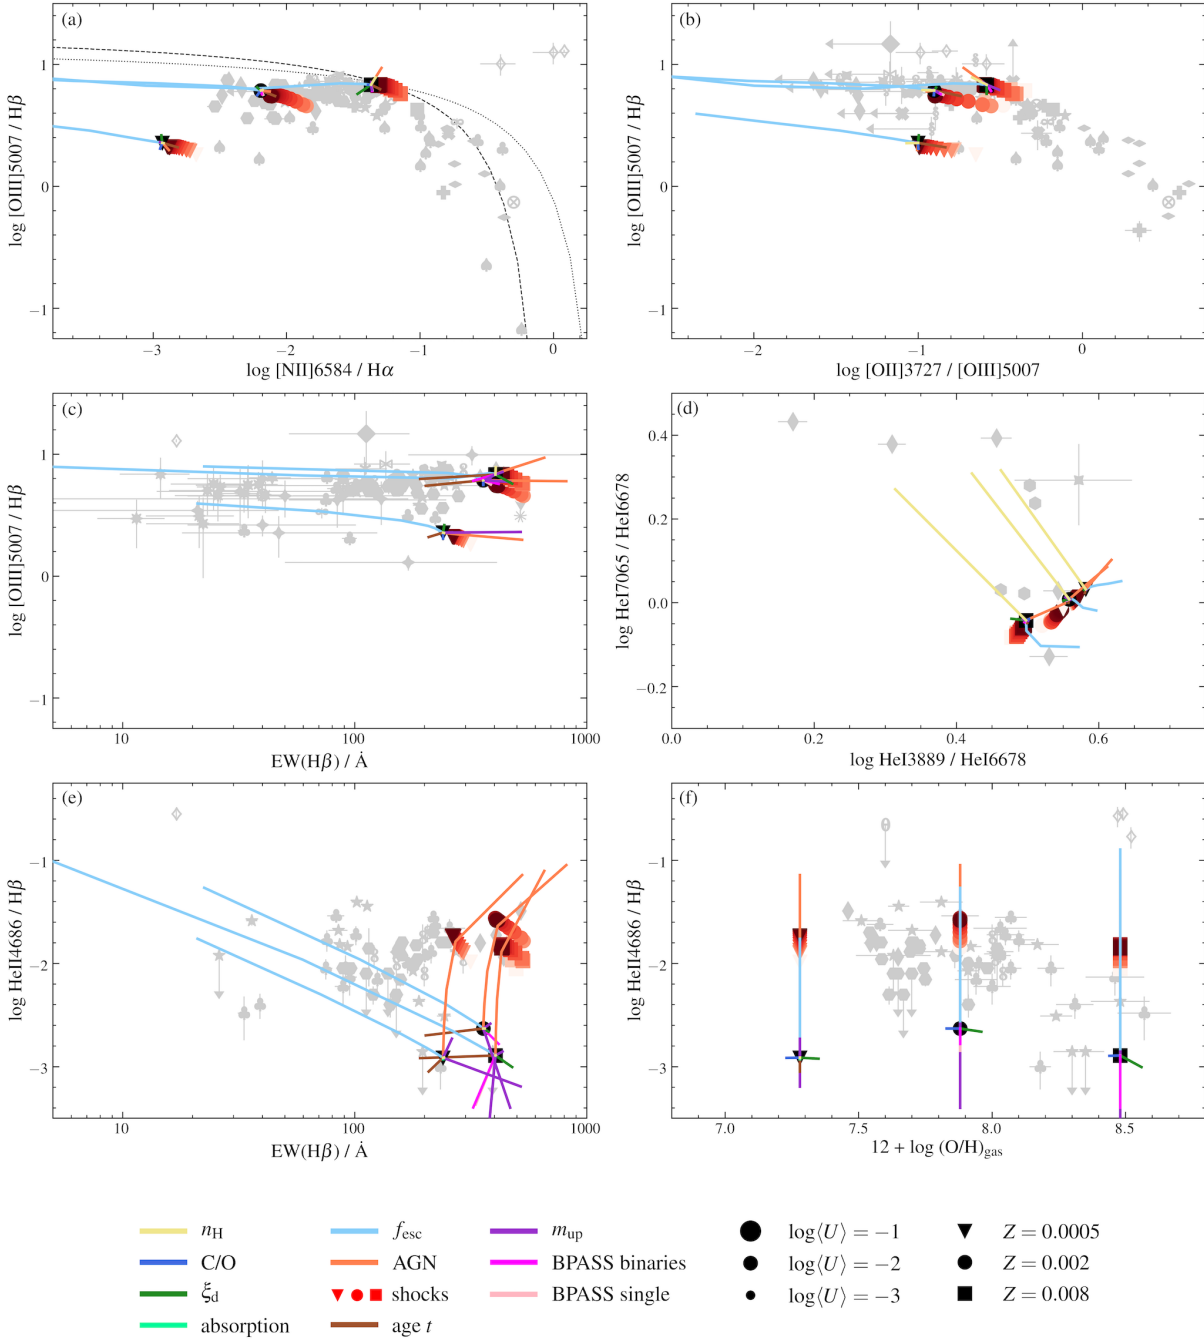 (a)
log [OIII]5007 / Hβ
1
0
−1
−3
−2
−1
0
log [NII]6584 / Hα
(b)
log [OIII]5007 / Hβ
1
0
−1
−2
−1
0
log [OII]3727 / [OIII]5007
(c)
log [OIII]5007 / Hβ
1
0
−1
10
100
1000
EW(Hβ) / Å
(d)
log HeI7065 / HeI6678
0.4
0.2
0.0
−0.2
0.0
0.2
0.4
0.6
log HeI3889 / HeI6678
(e)
log HeII4686 / Hβ
−1
−2
−3
10
100
1000
EW(Hβ) / Å
(f)
log HeII4686 / Hβ
−1
−2
−3
7.0
7.5
8.0
8.5
12 + log (O/H)gas
nH
C/O
ξd
absorption
fesc
AGN
shocks
age t
mup
BPASS binaries
BPASS single
log⟨U⟩ = −1
log⟨U⟩ = −2
log⟨U⟩ = −3
Z = 0.0005
Z = 0.002
Z = 0.008